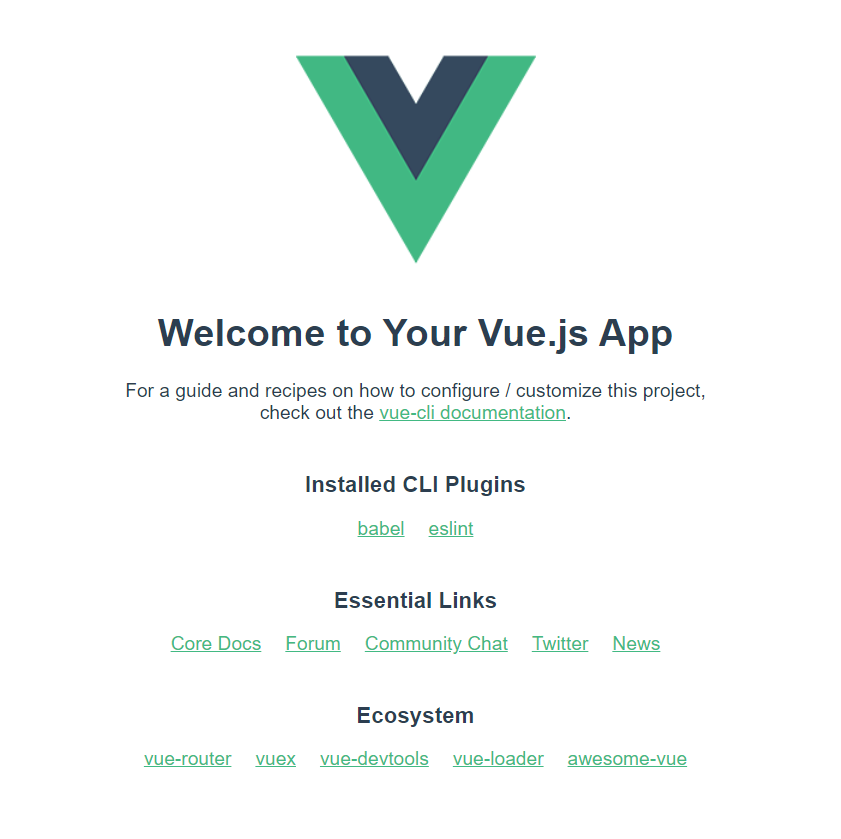 Welcome to Your Vue.js App
For a guide and recipes on how to configure / customize this project,
check out the vue-cli documentation.
Installed CLI Plugins
babel eslint
Essential Links
Core Docs Forum Community Chat Twitter News
Ecosystem
vue-router vuex vue-devtools vue-loader awesome-vue